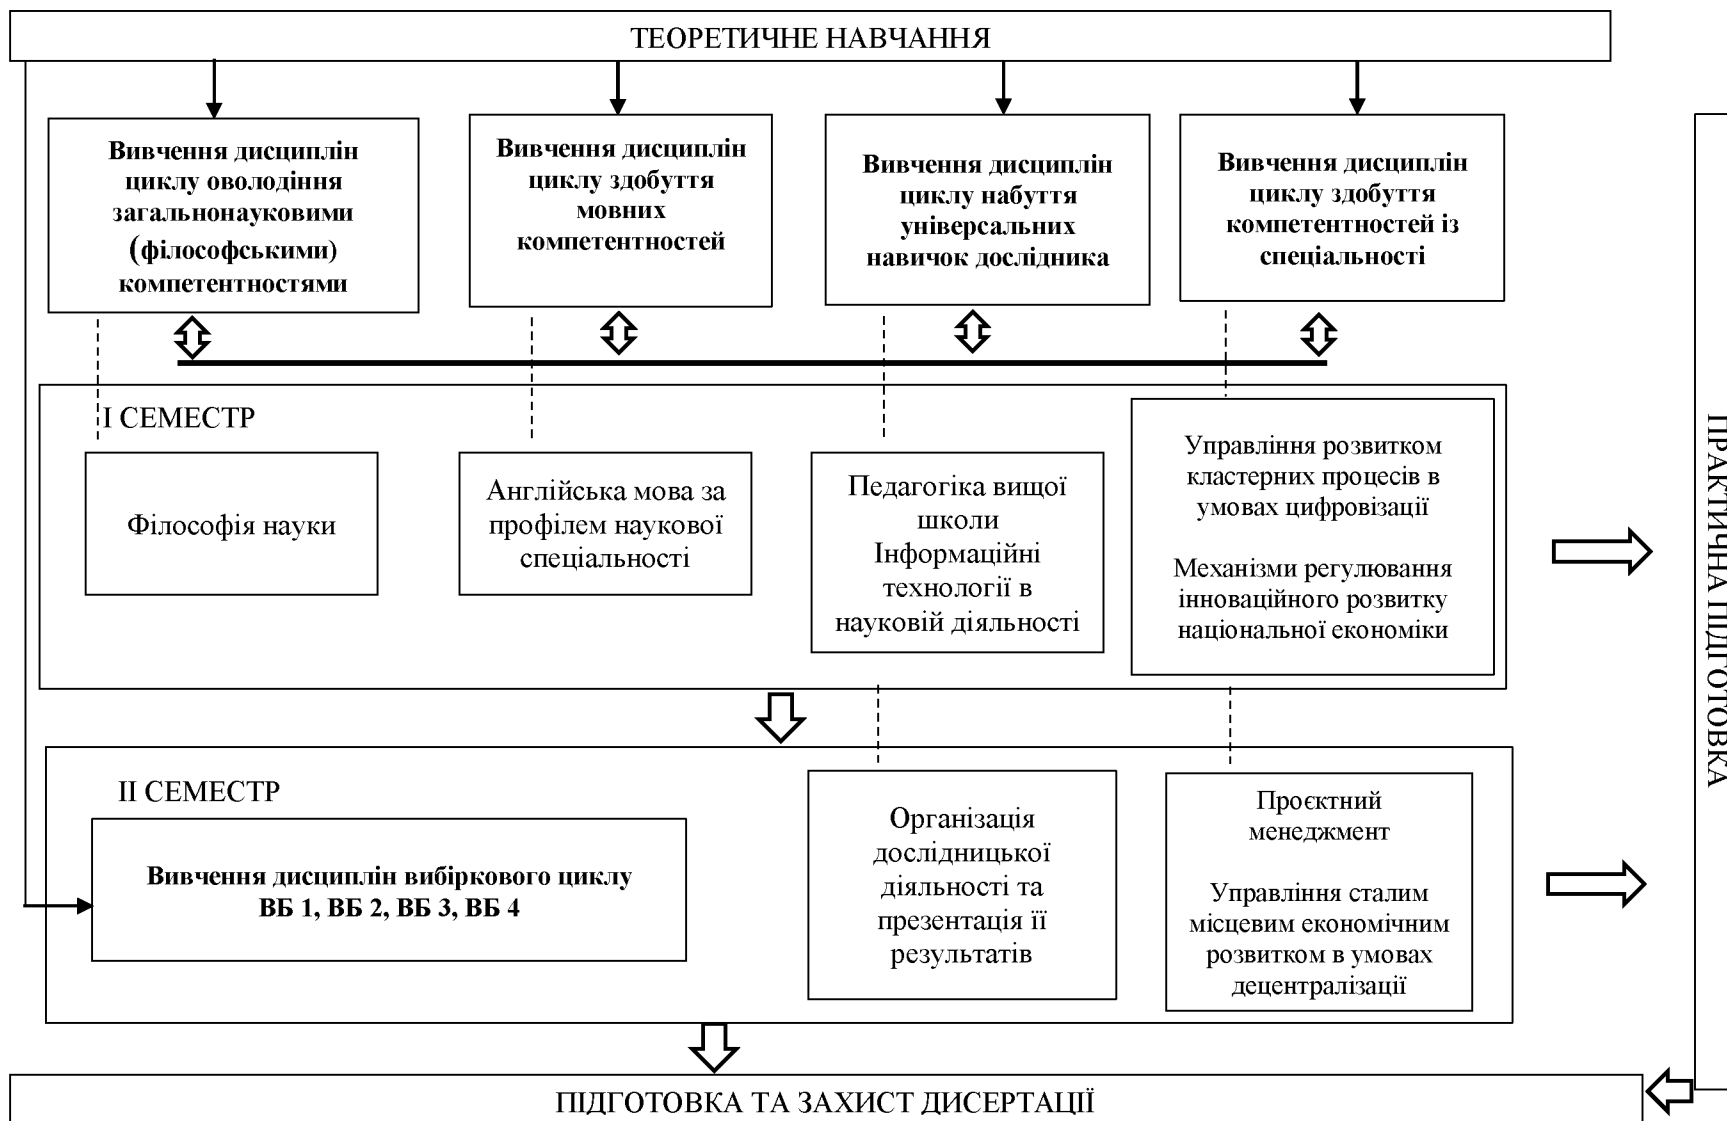 ТЕОРЕТИЧНЕ НАВЧАННЯ
Вивчення дисциплін
циклу оволодіння
загальнонауковими
(філософськими)
компетентностями
Вивчення дисциплін
циклу здобуття
мовних
компетентностей
Вивчення дисциплін
циклу набуття
універсальних
навичок дослідника
Вивчення дисциплін
циклу здобуття
компетентностей із
спеціальності
І СЕМЕСТР
Філософія науки
Англійська мова за
профілем наукової
спеціальності
Педагогіка вищої
школи
Інформаційні
технології в
науковій діяльності
Управління розвитком
кластерних процесів в
умовах цифровізації
Механізми регулювання
інноваційного розвитку
національної економіки
ІІ СЕМЕСТР
Вивчення дисциплін вибіркового циклу
ВБ 1, ВБ 2, ВБ 3, ВБ 4
Організація
дослідницької
діяльності та
презентація її
результатів
Проєктний
менеджмент
Управління сталим
місцевим економічним
розвитком в умовах
децентралізації
ПРАКТИЧНА ПІДГОТОВКА
ПІДГОТОВКА ТА ЗАХИСТ ДИСЕРТАЦІЇ